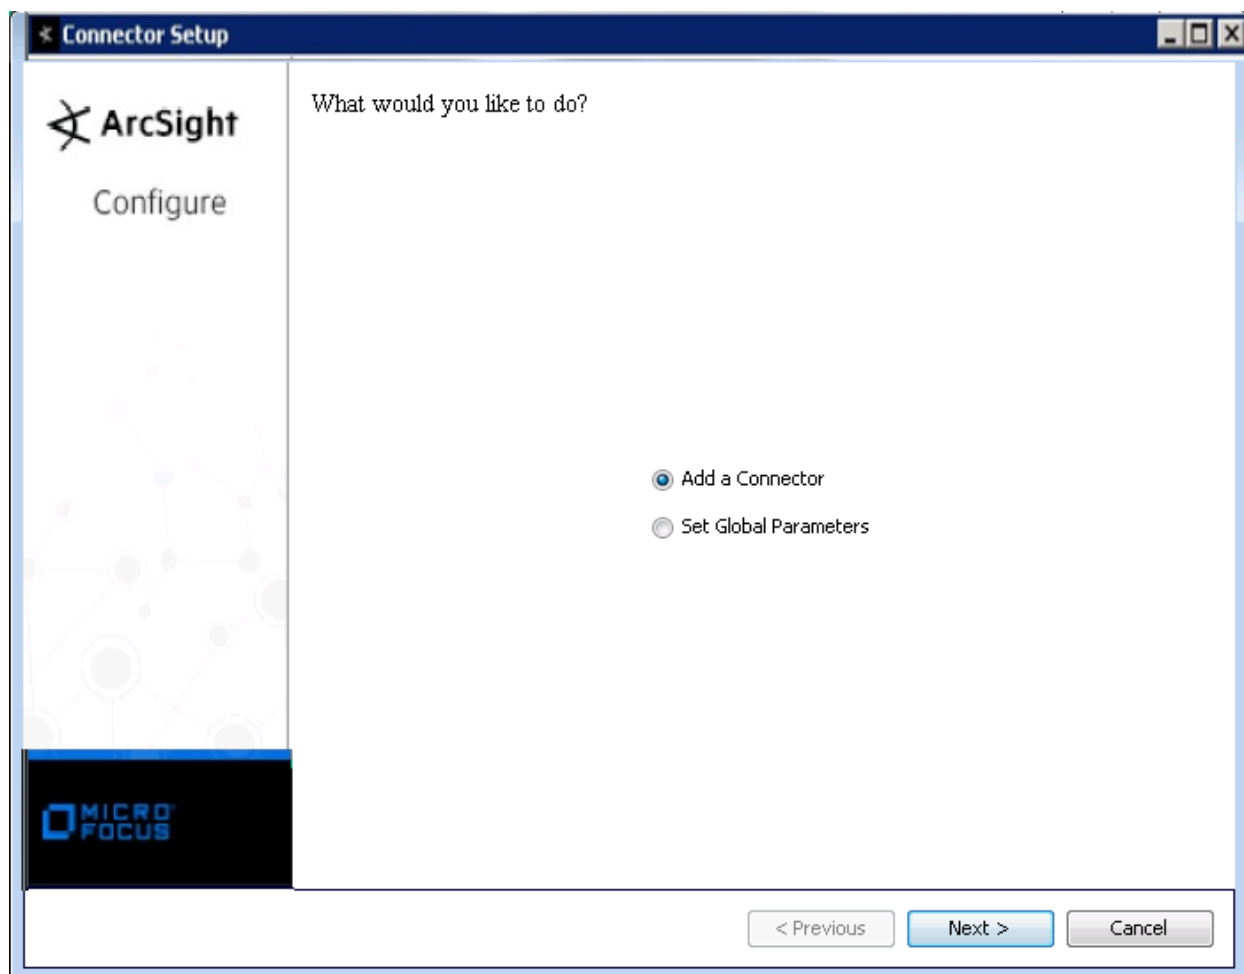 Connector Setup
ArcSight
Configure
What would you like to do?
Add a Connector
Set Global Parameters
MICRO
FOCUS
< Previous
Next >
Cancel